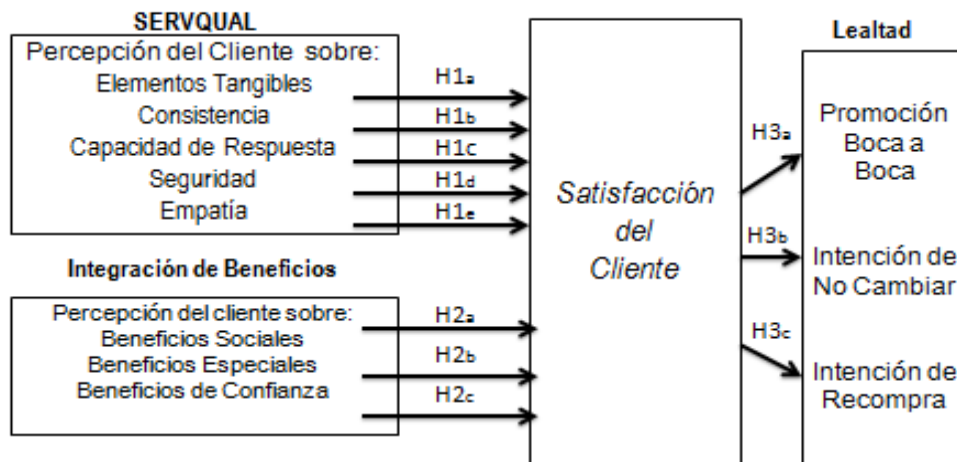 SERVQUAL
Percepción del Cliente sobre:
Elementos Tangibles
Consistencia
Capacidad de Respuesta
Seguridad
Empatía
H1a
H1b
H1c
H1d
H1e
Integración de Beneficios
Percepción del cliente sobre:
Beneficios Sociales
Beneficios Especiales
Beneficios de Confianza
H2a
H2b
H2c
Satisfacción
del
Cliente
H3a
H3b
H3c
Lealtad
Promoción
Boca a
Boca
Intención de
No Cambiar
Intención de
Recompra